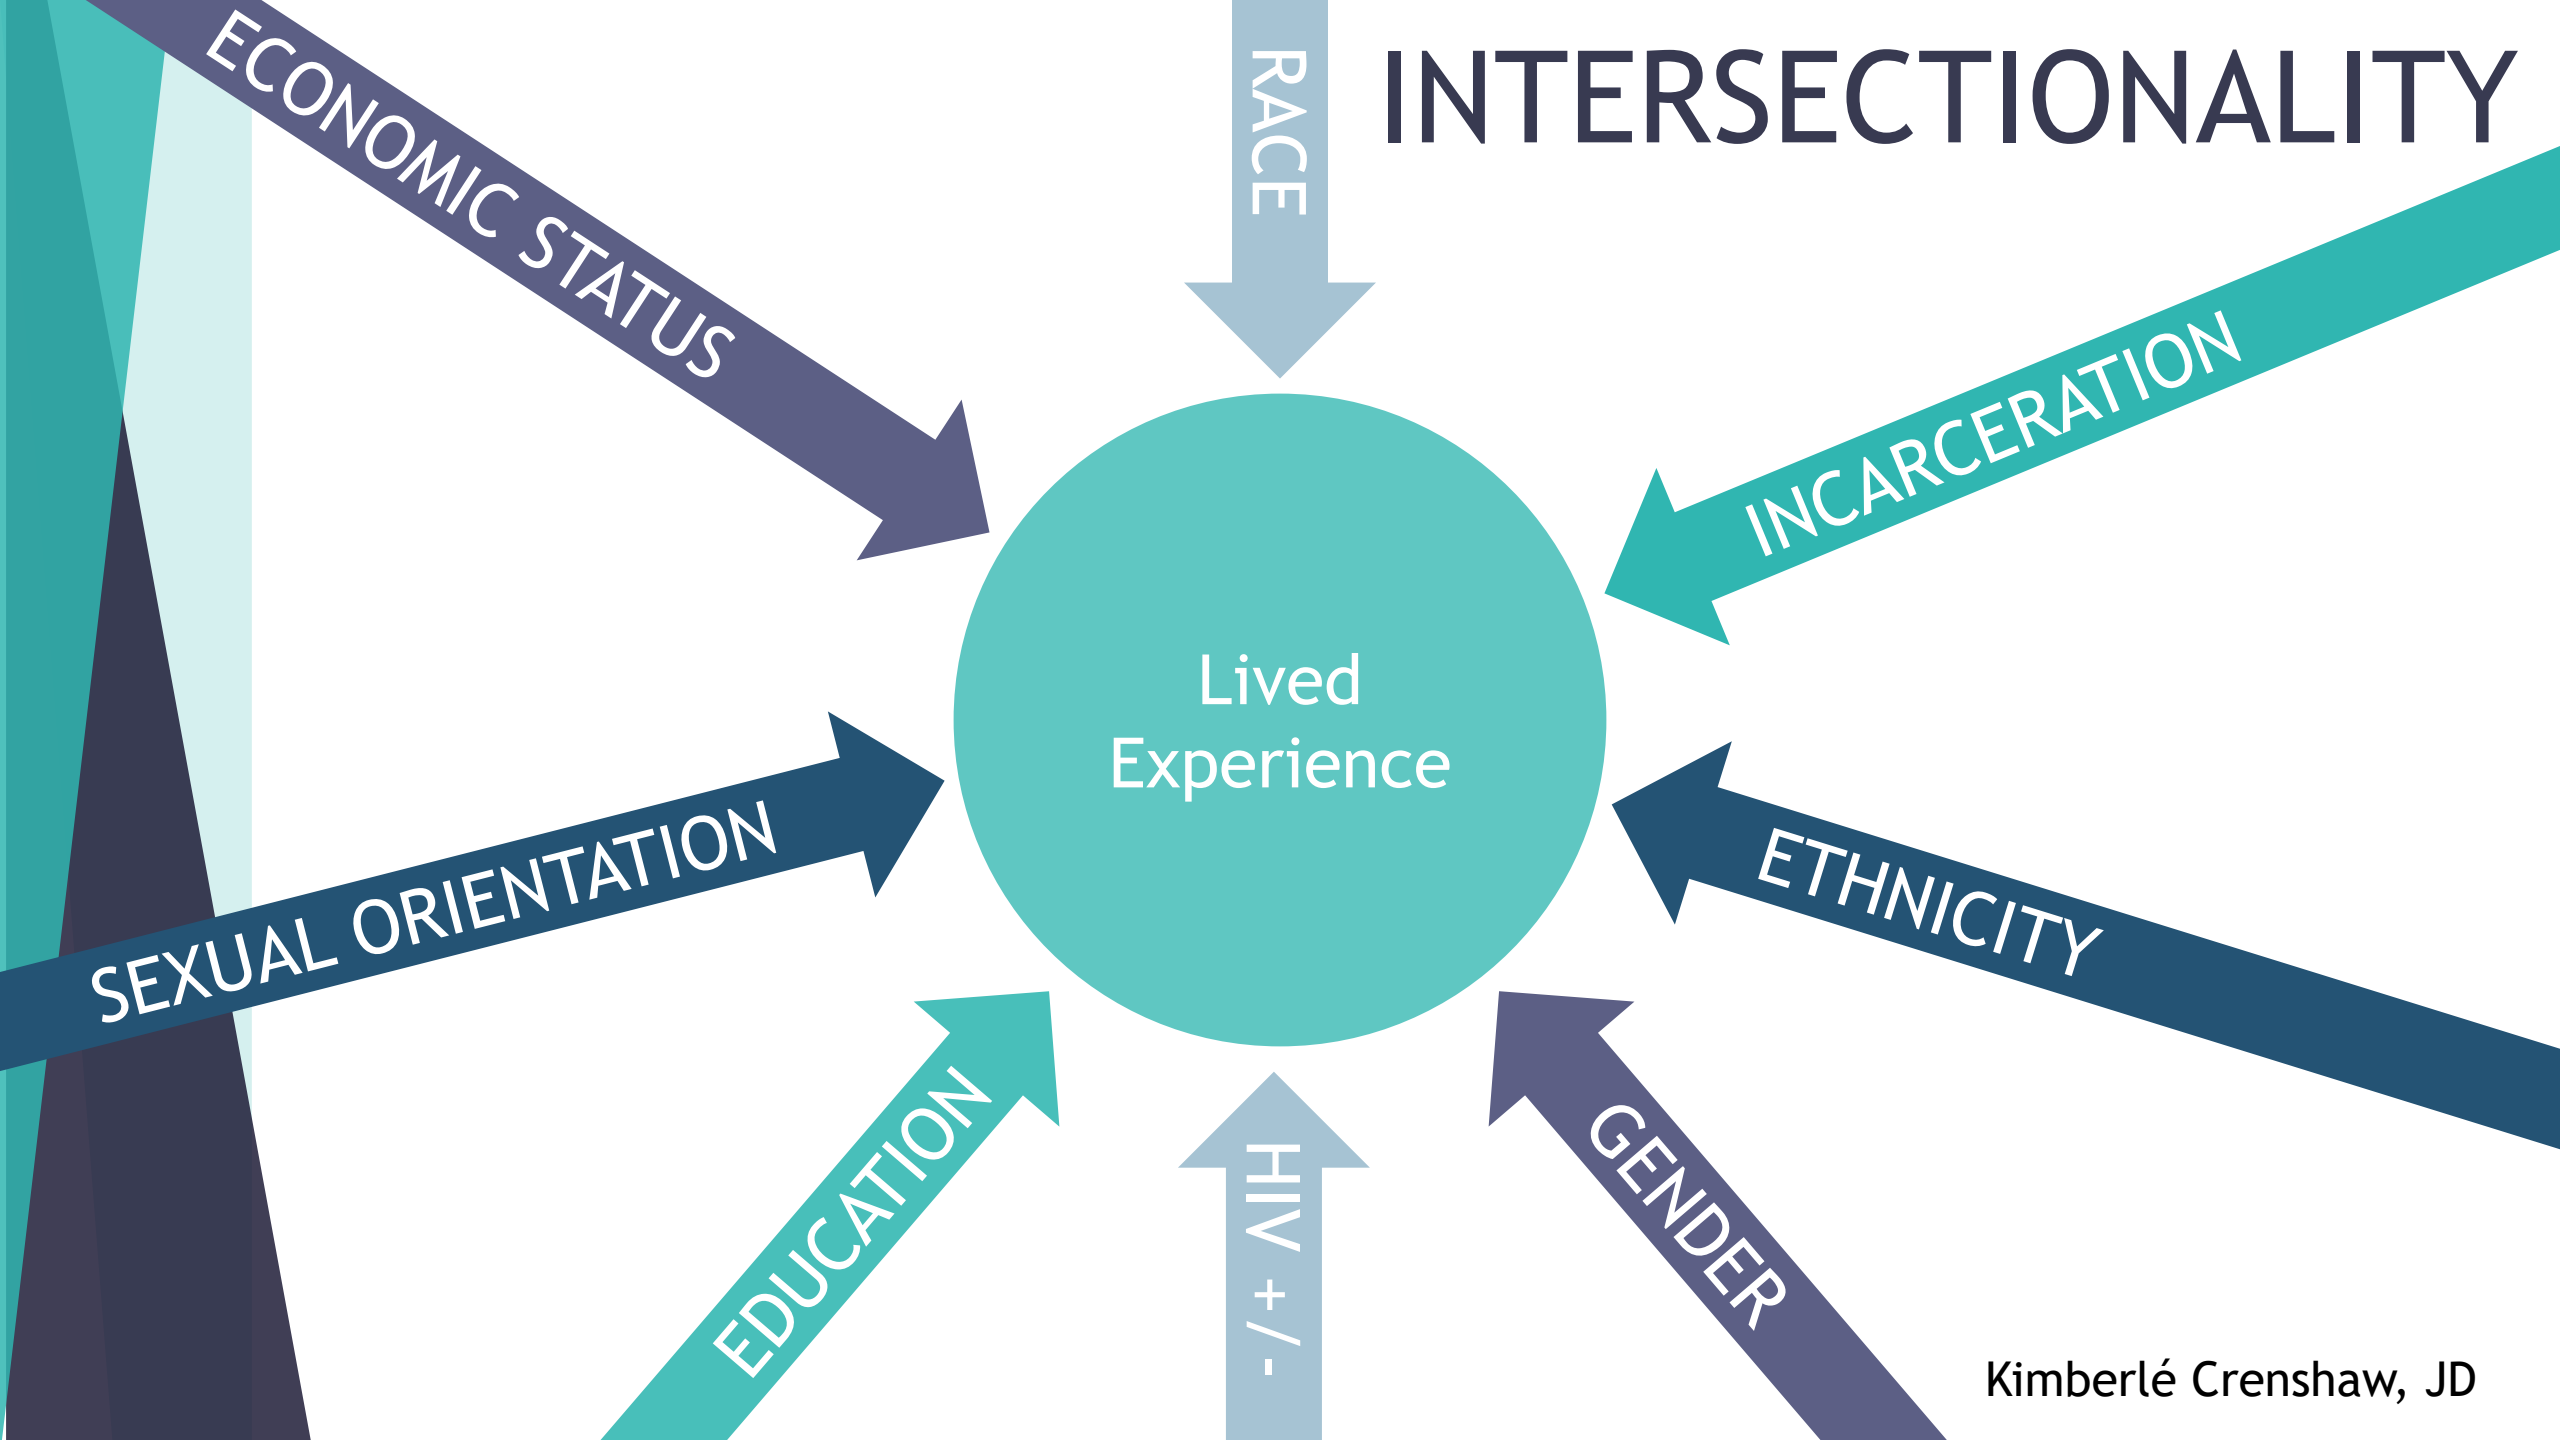 INTERSECTIONALITY
RACE
ECONOMIC STATUS
INCARCERATION
Lived
Experience
SEXUAL ORIENTATION
ETHNICITY
EDUCATION
HIV + / -
GENDER
Kimberlé Crenshaw, JD